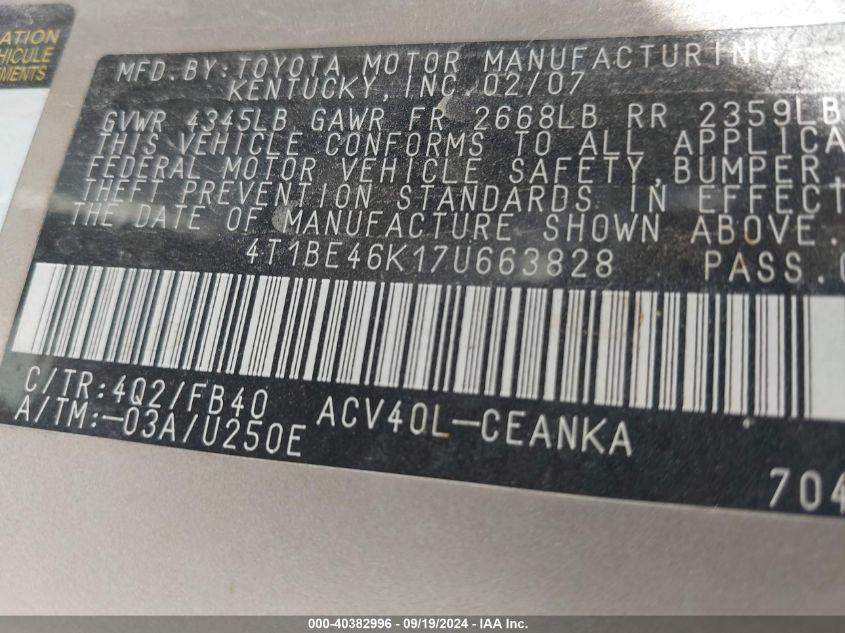 ATION
VEHICULE
MFD.BY:TOYOTA MOTOR MANUFACTURING,
KENTUCKY,INC 02/07
GVWR 4345LB GAWR FR 2668LB RR 2359LB
THIS VEHICLE CONFORMS TO ALL APPLICA
FEDERAL MOTOR VEHICLE SAFETY,BUMPER,
THEFT PREVENTION STANDARDS IN EFFECT
THE DATE OF MANUFACTURE SHOWN ABOVE.
4T1BE46K17U663828 PASS.
C/TR:4Q2/FB40 ACV40L-CEANKA
A/TM:-03A/U250E
704
000-40382996 - 09/19/2024 - IAA Inc.